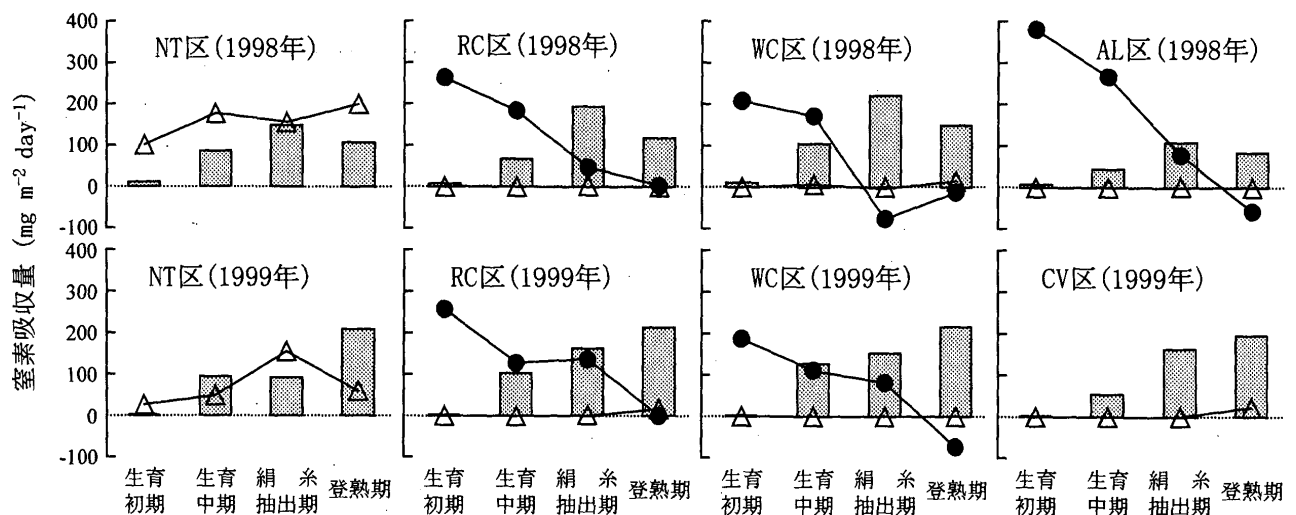 窒素吸収量 (mg m⁻² day⁻¹)
400
300
200
100
0
-100
NT区(1998年)
RC区(1998年)
WC区(1998年)
AL区(1998年)
400
300
200
100
0
-100
NT区(1999年)
RC区(1999年)
WC区(1999年)
CV区(1999年)
生育 生育 絹 糸 登熟期
初期 中期 抽出期
生育 生育 絹 糸 登熟期
初期 中期 抽出期
生育 生育 絹 糸 登熟期
初期 中期 抽出期
生育 生育 絹 糸 登熟期
初期 中期 抽出期